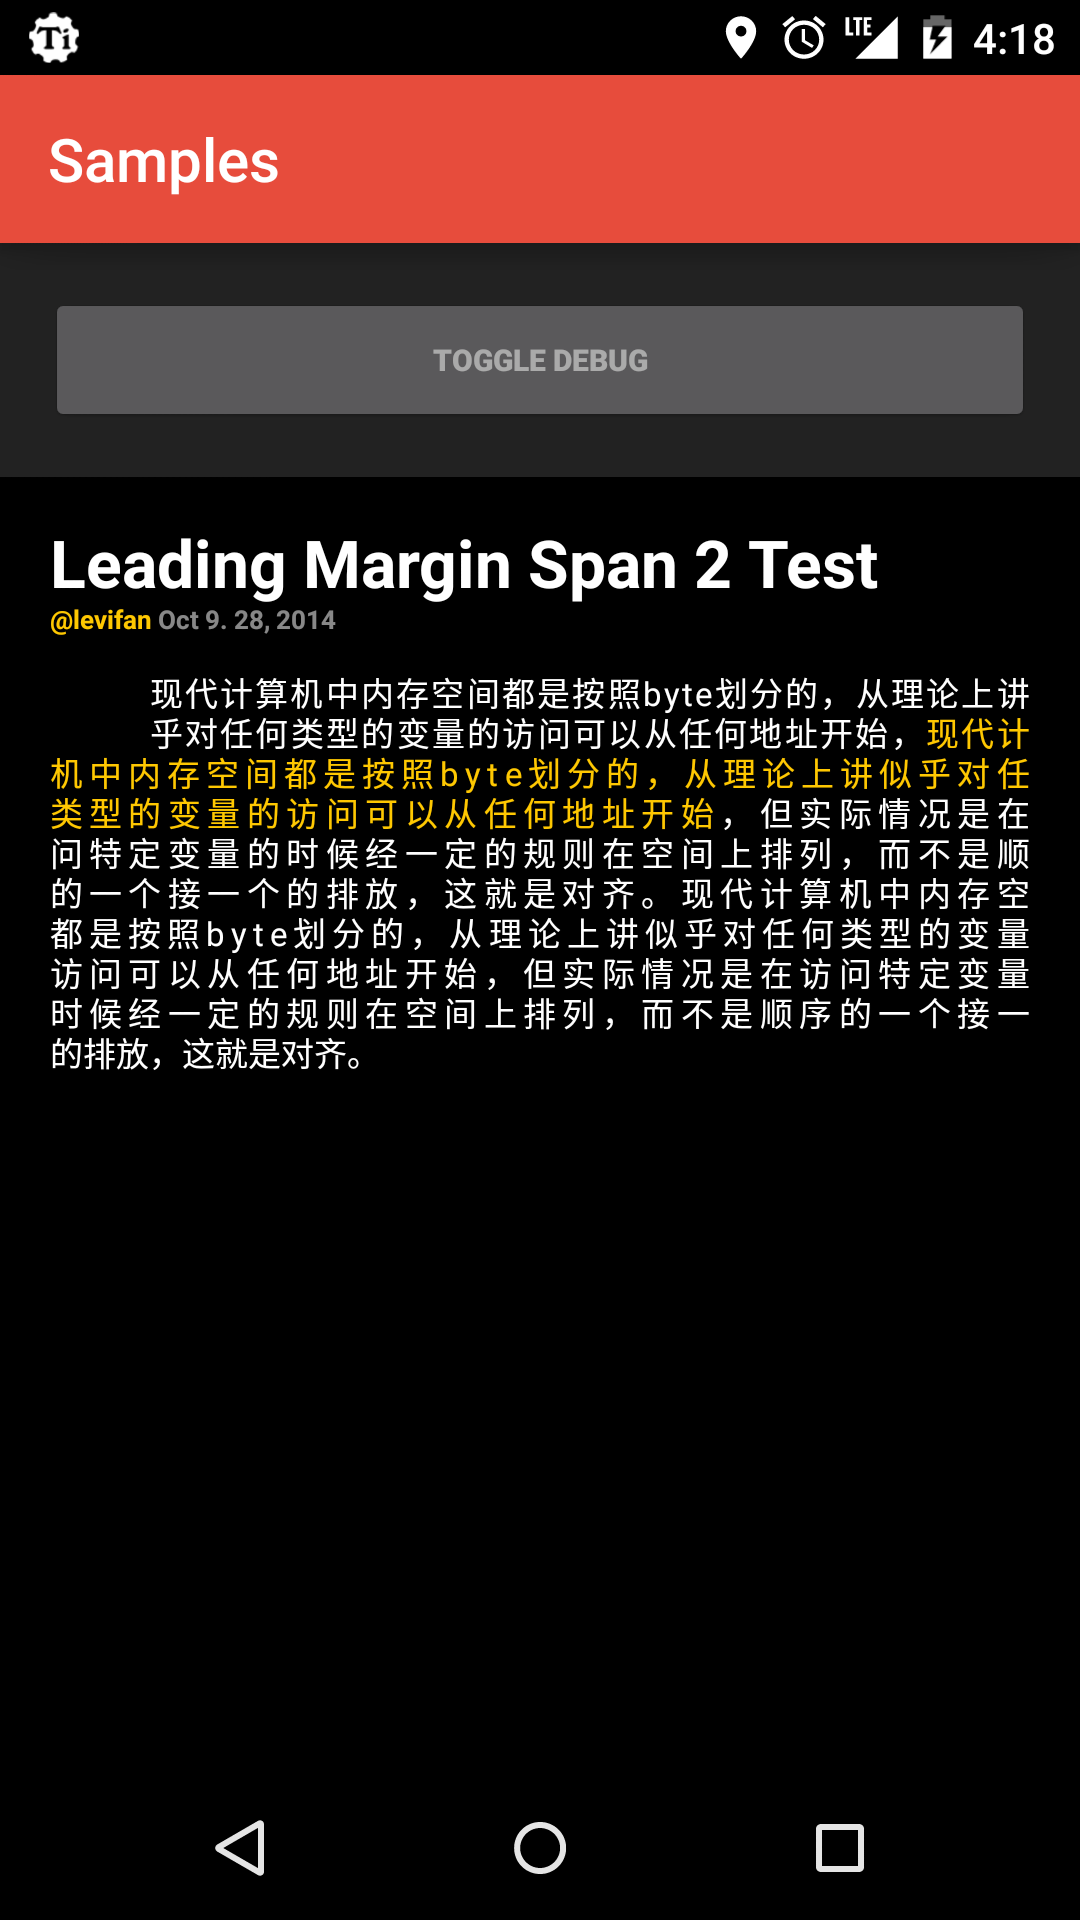 Ti
LTE
4:18
Samples
TOGGLE DEBUG
Leading Margin Span 2 Test
@levifan Oct 9. 28, 2014
现代计算机中内存空间都是按照byte划分的，从理论上讲
乎对任何类型的变量的访问可以从任何地址开始，现代计
机中内存空间都是按照byte划分的，从理论上讲似乎对任
类型的变量的访问可以从任何地址开始，但实际情况是在
问特定变量的时候经一定的规则在空间上排列，而不是顺
的一个接一个的排放，这就是对齐。现代计算机中内存空
都是按照byte划分的，从理论上讲似乎对任何类型的变量
访问可以从任何地址开始，但实际情况是在访问特定变量
时候经一定的规则在空间上排列，而不是顺序的一个接一
的排放，这就是对齐。